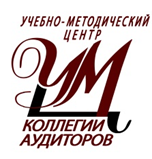 УЧЕБНО-МЕТОДИЧЕСКИЙ
ЦЕНТР
УМЦ
КОЛЛЕГИИ
АУДИТОРОВ